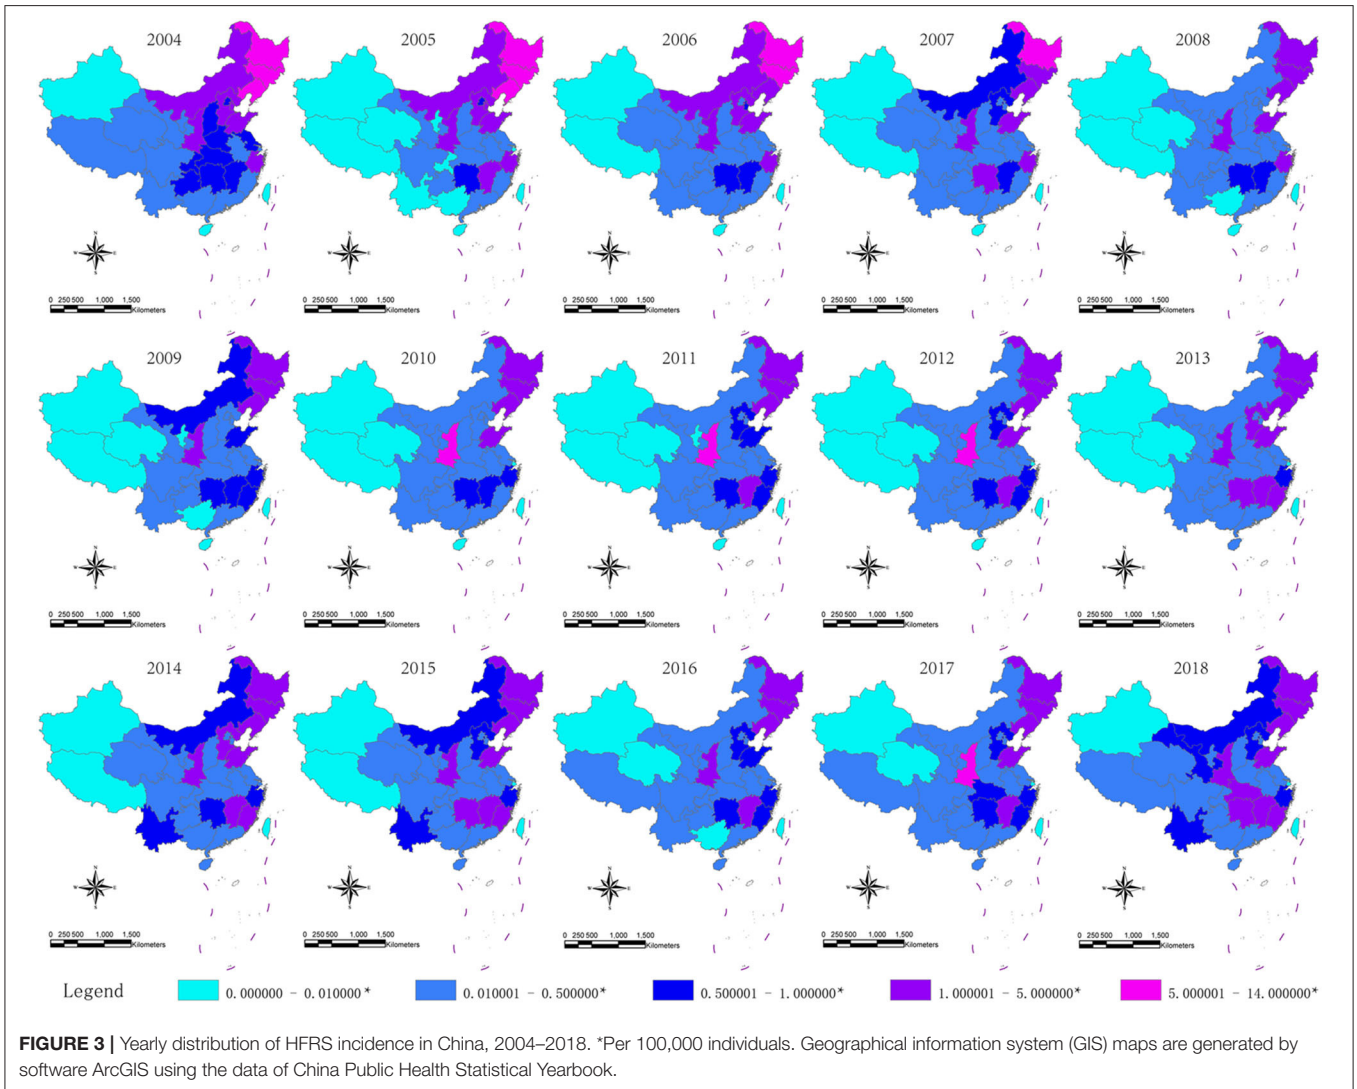 2004
2005
2006
2007
2008
N
W E
S
N
W E
S
N
W E
S
N
W E
S
N
W E
S
0 250 500 1,000 1,500
Kilometers
0 250 500 1,000 1,500
Kilometers
0 250 500 1,000 1,500
Kilometers
0 250 500 1,000 1,500
Kilometers
0 250 500 1,000 1,500
Kilometers
2009
2010
2011
2012
2013
N
W E
S
N
W E
S
N
W E
S
N
W E
S
N
W E
S
0 250 500 1,000 1,500
Kilometers
0 250 500 1,000 1,500
Kilometers
0 250 500 1,000 1,500
Kilometers
0 250 500 1,000 1,500
Kilometers
0 250 500 1,000 1,500
Kilometers
2014
2015
2016
2017
2018
N
W E
S
N
W E
S
N
W E
S
N
W E
S
N
W E
S
0 250 500 1,000 1,500
Kilometers
0 250 500 1,000 1,500
Kilometers
0 250 500 1,000 1,500
Kilometers
0 250 500 1,000 1,500
Kilometers
0 250 500 1,000 1,500
Kilometers
Legend
0.000000 - 0.010000*
0.010001 - 0.500000*
0.500001 - 1.000000*
1.000001 - 5.000000*
5.000001 - 14.000000*
FIGURE 3 | Yearly distribution of HFRS incidence in China, 2004–2018. *Per 100,000 individuals. Geographical information system (GIS) maps are generated by
software ArcGIS using the data of China Public Health Statistical Yearbook.